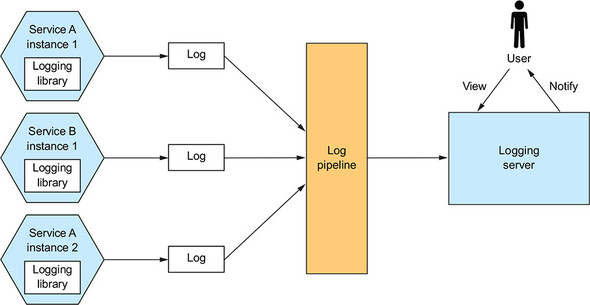 Service A
instance 1
Logging
library
Log
Service B
instance 1
Logging
library
Log
Service A
instance 2
Logging
library
Log
Log
pipeline
User
View
Notify
Logging
server